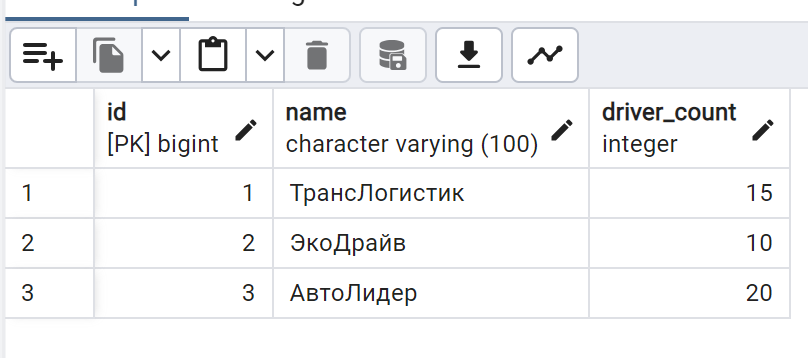 id name driver_count
[PK] bigint character varying (100) integer
1 1 ТрансЛогистик 15
2 2 ЭкоДрайв 10
3 3 АвтоЛидер 20